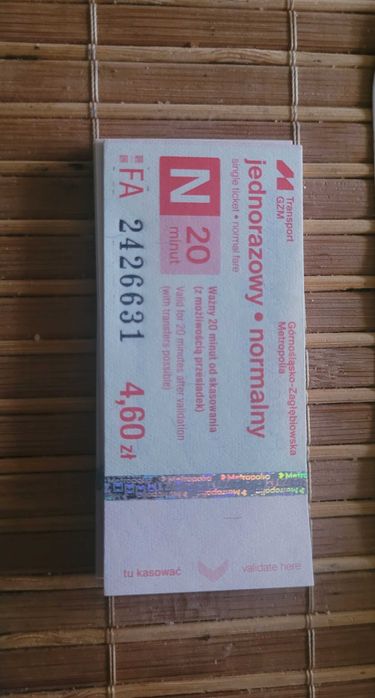 Transport
GZM
Górnośląsko-Zagłębiowska
Metropolia
jednorazowy • normalny
single ticket • normal fare
N
20
minut
Ważny 20 minut od skasowania
(z możliwością przesiadek)
Valid for 20 minutes after validation
(with transfers possible)
FA 2426631
4,60 zł
Metropolia
tu kasować
validate here